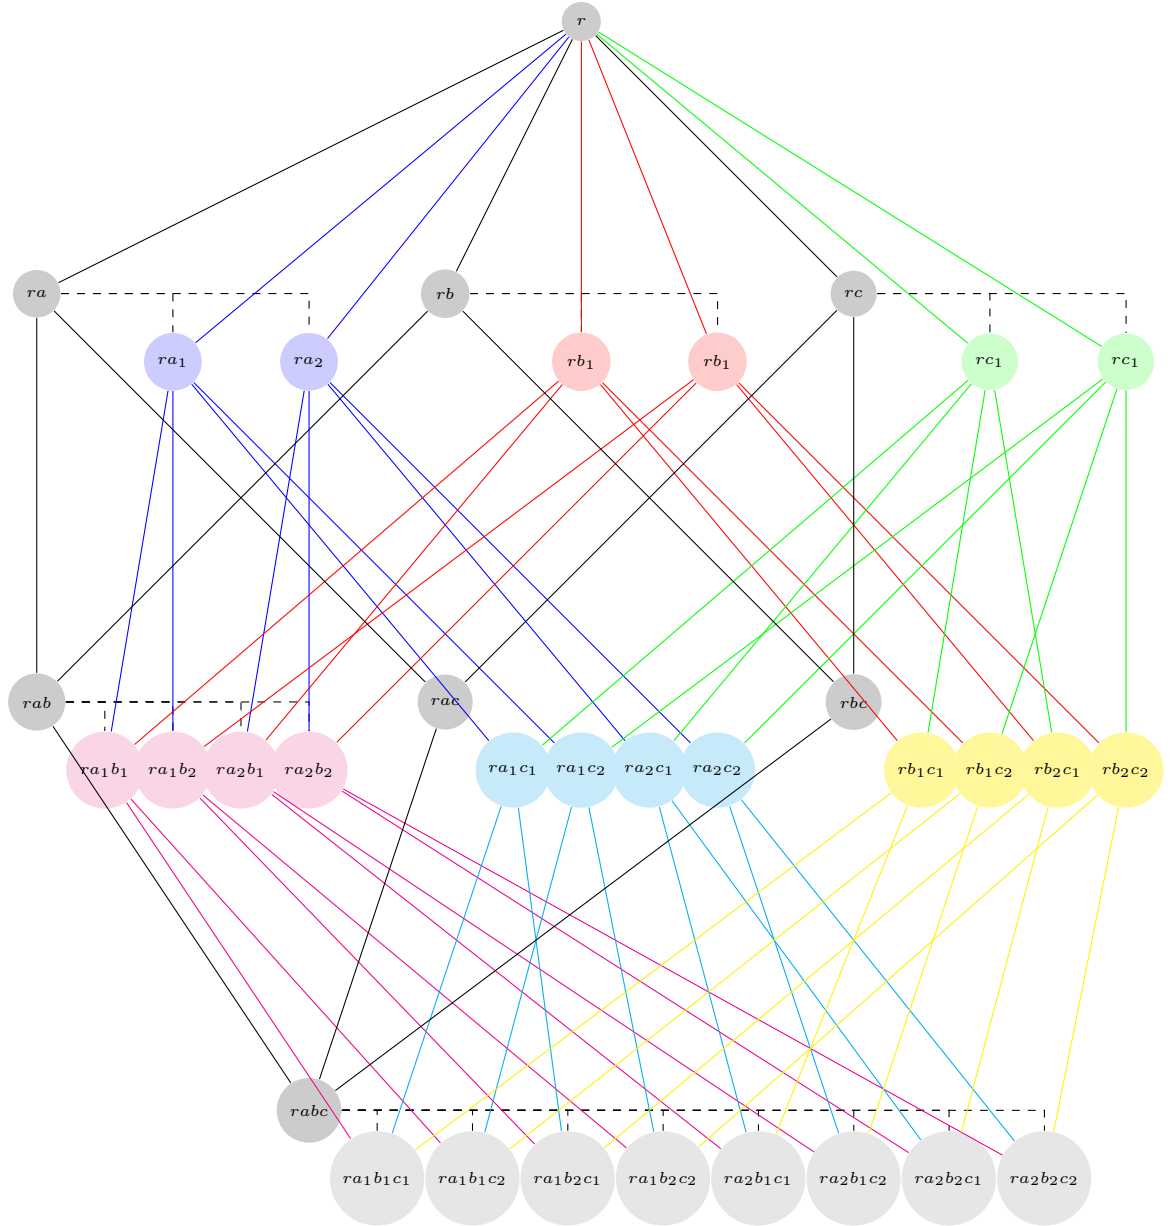 r
ra
rb
rc
ra₁
ra₂
rb₁
rb₁
rc₁
rc₁
rab
rac
rbc
ra₁b₁
ra₁b₂
ra₂b₁
ra₂b₂
ra₁c₁
ra₁c₂
ra₂c₁
ra₂c₂
rb₁c₁
rb₁c₂
rb₂c₁
rb₂c₂
rabc
ra₁b₁c₁
ra₁b₁c₂
ra₁b₂c₁
ra₁b₂c₂
ra₂b₁c₁
ra₂b₁c₂
ra₂b₂c₁
ra₂b₂c₂